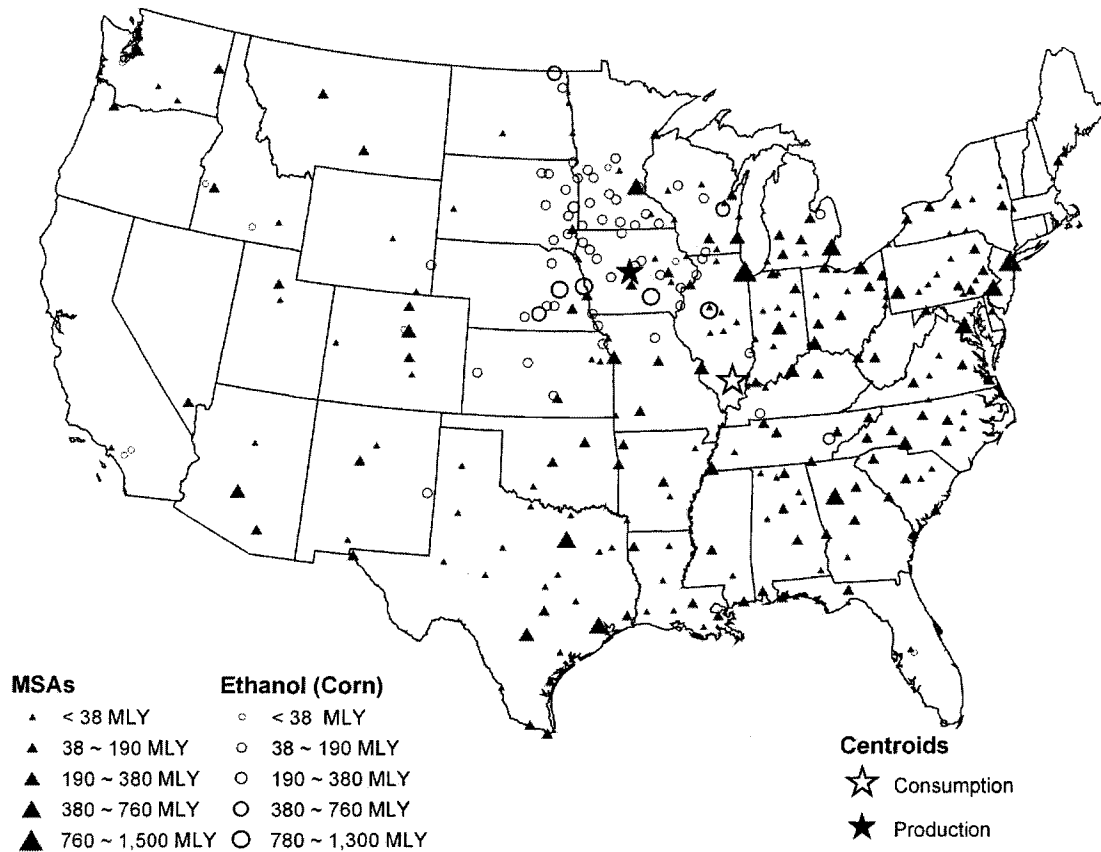 MSAs
< 38 MLY
38 ~ 190 MLY
190 ~ 380 MLY
380 ~ 760 MLY
760 ~ 1,500 MLY
Ethanol (Corn)
< 38 MLY
38 ~ 190 MLY
190 ~ 380 MLY
380 ~ 760 MLY
780 ~ 1,300 MLY
Centroids
Consumption
Production